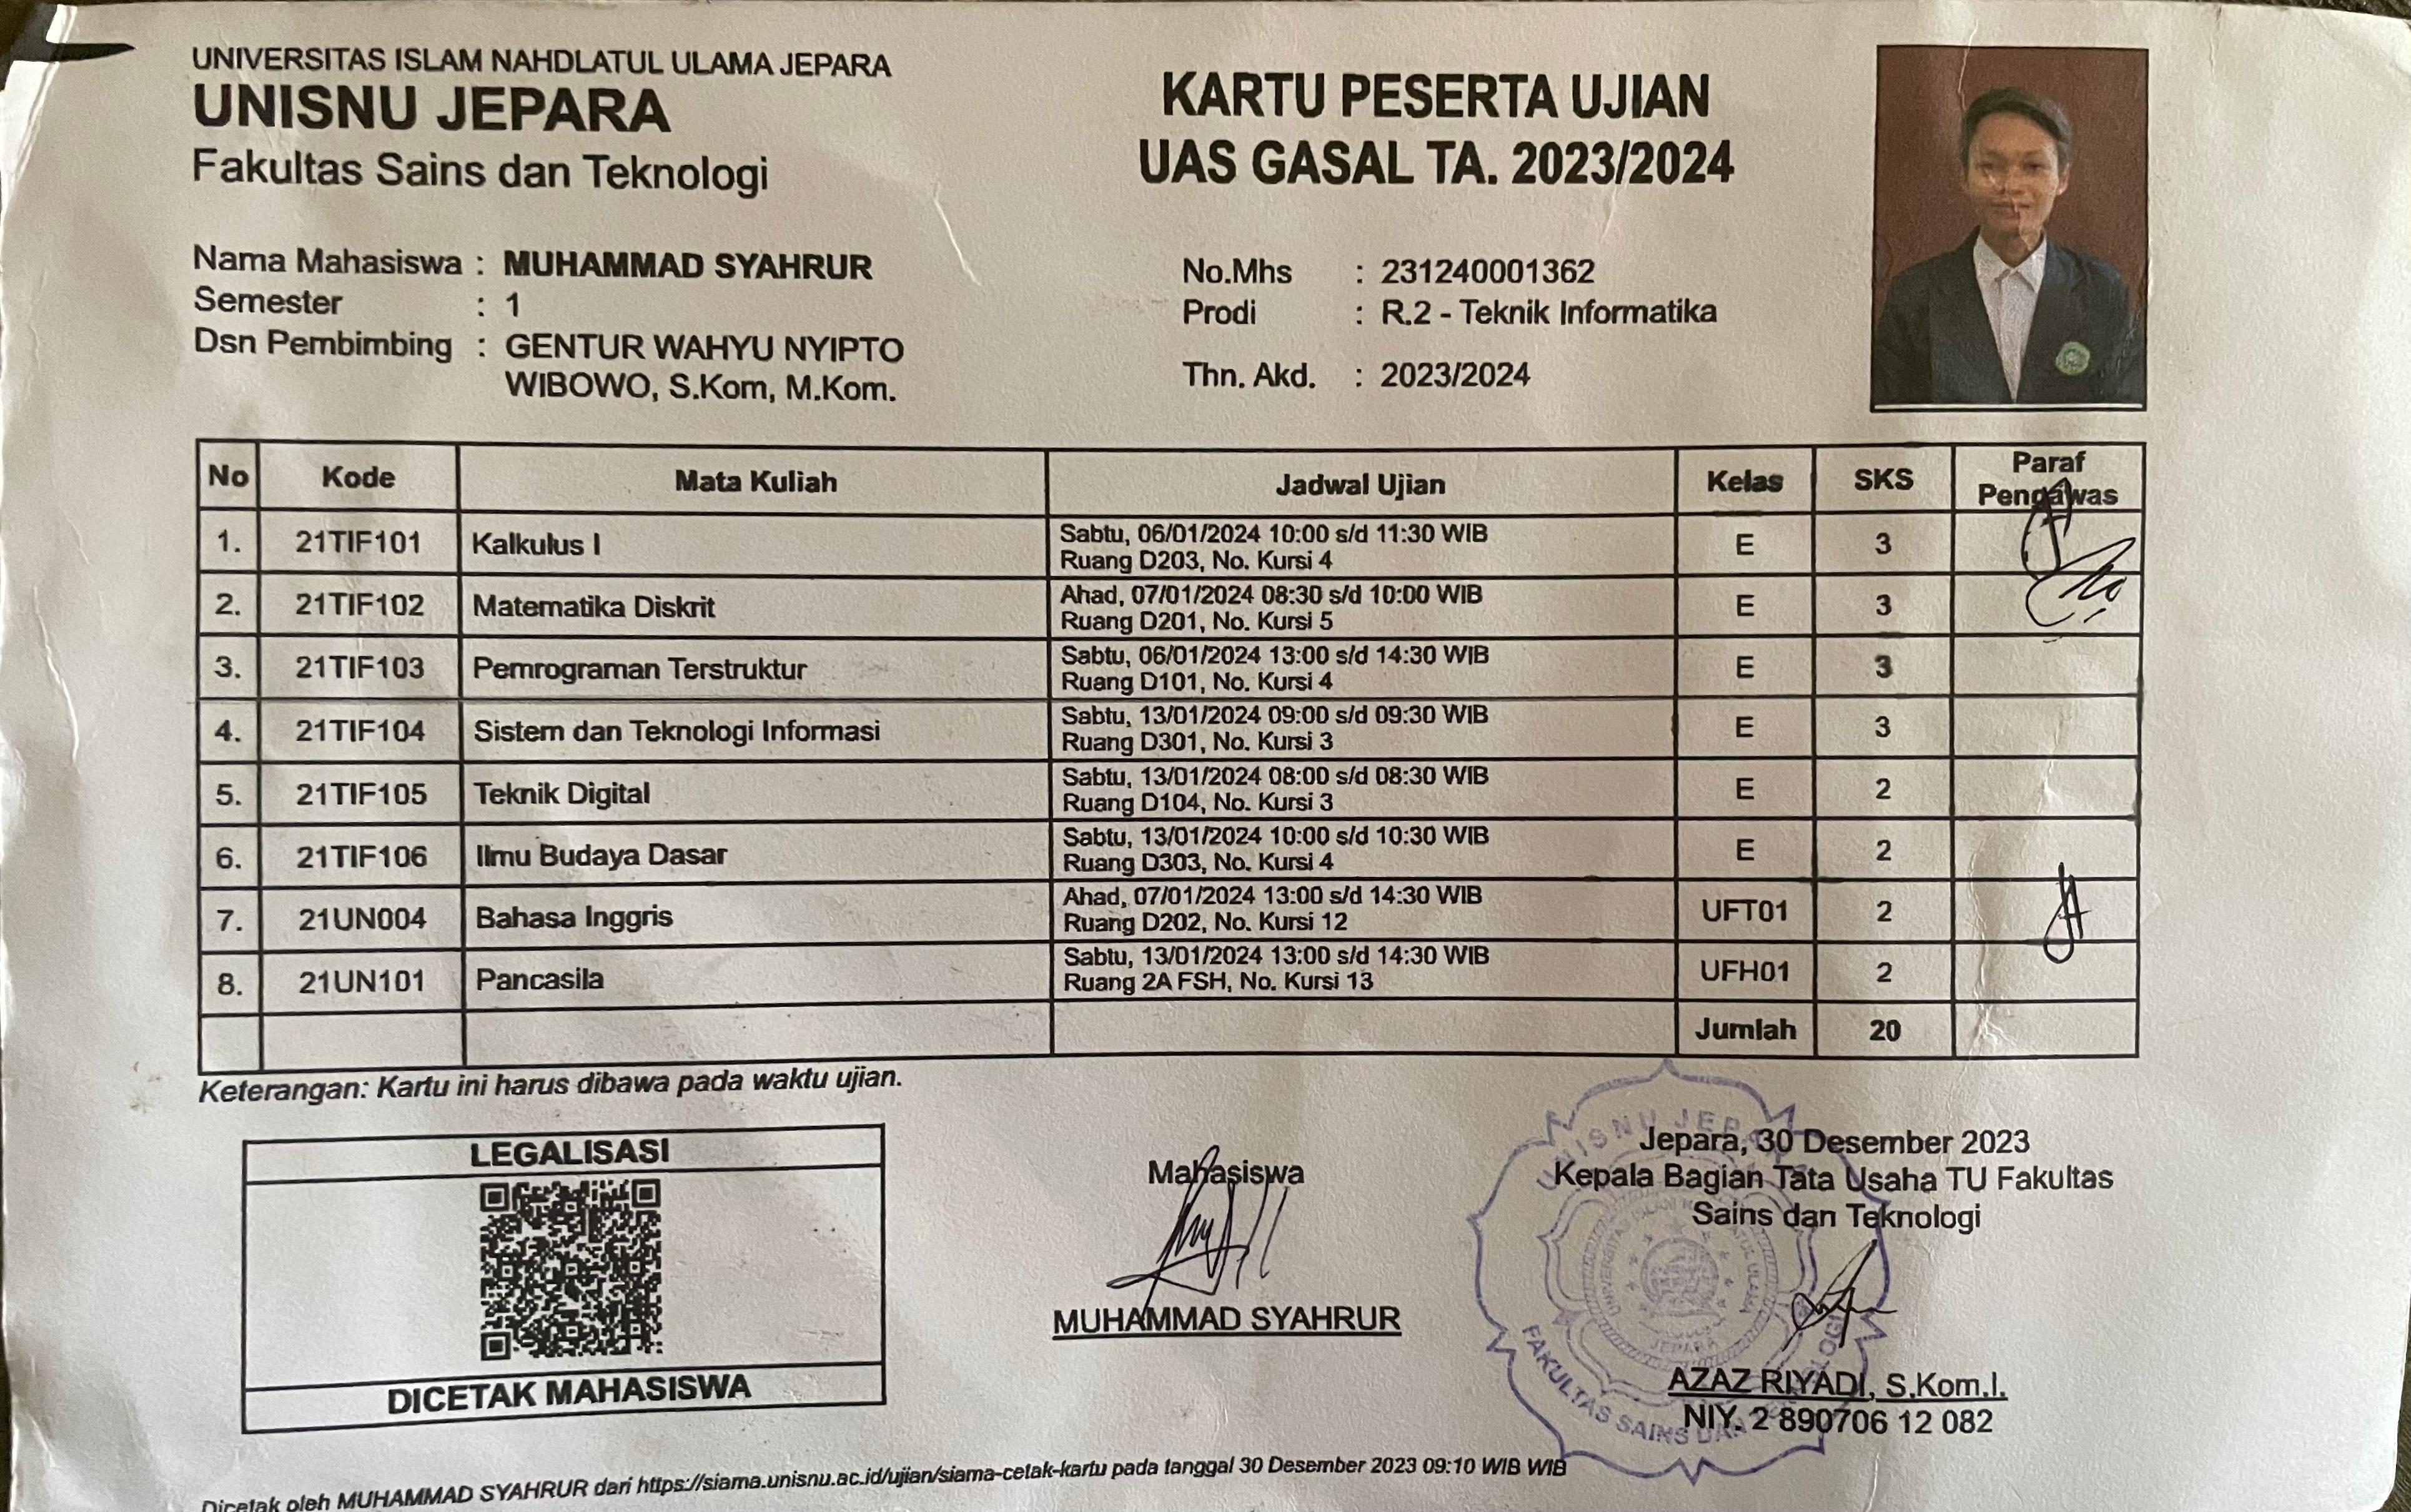 UNIVERSITAS ISLAM NAHDLATUL ULAMA JEPARA
UNISNU JEPARA
Fakultas Sains dan Teknologi
KARTU PESERTA UJIAN
UAS GASAL TA. 2023/2024
Nama Mahasiswa : MUHAMMAD SYAHRUR
Semester : 1
Dsn Pembimbing : GENTUR WAHYU NYIPTO
WIBOWO, S.Kom, M.Kom.
No.Mhs : 231240001362
Prodi : R.2 - Teknik Informatika
Thn. Akd. : 2023/2024
No Kode Mata Kuliah Jadwal Ujian Kelas SKS Paraf Pengawas
1. 21TIF101 Kalkulus I Sabtu, 06/01/2024 10:00 s/d 11:30 WIB E 3
Ruang D203, No. Kursi 4
2. 21TIF102 Matematika Diskrit Ahad, 07/01/2024 08:30 s/d 10:00 WIB E 3
Ruang D201, No. Kursi 5
3. 21TIF103 Pemrograman Terstruktur Sabtu, 06/01/2024 13:00 s/d 14:30 WIB E 3
Ruang D101, No. Kursi 4
4. 21TIF104 Sistem dan Teknologi Informasi Sabtu, 13/01/2024 09:00 s/d 09:30 WIB E 3
Ruang D301, No. Kursi 3
5. 21TIF105 Teknik Digital Sabtu, 13/01/2024 08:00 s/d 08:30 WIB E 2
Ruang D104, No. Kursi 3
6. 21TIF106 Ilmu Budaya Dasar Sabtu, 13/01/2024 10:00 s/d 10:30 WIB E 2
Ruang D303, No. Kursi 4
7. 21UN004 Bahasa Inggris Ahad, 07/01/2024 13:00 s/d 14:30 WIB UFT01 2
Ruang D202, No. Kursi 12
8. 21UN101 Pancasila Sabtu, 13/01/2024 13:00 s/d 14:30 WIB UFH01 2
Ruang 2A FSH, No. Kursi 13
Jumlah 20
Keterangan: Kartu ini harus dibawa pada waktu ujian.
LEGALISASI
DICETAK MAHASISWA
Mahasiswa
MUHAMMAD SYAHRUR
Jepara, 30 Desember 2023
Kepala Bagian Tata Usaha TU Fakultas
Sains dan Teknologi
AZAZ RIYADI, S.Kom.I.
NIY. 2 890706 12 082
UNISNU JEPARA
UNIVERSITAS ISLAM NAHDLATUL ULAMA
JEPARA
FAKULTAS SAINS DAN TEKNOLOGI
Dicetak oleh MUHAMMAD SYAHRUR dari https://siama.unisnu.ac.id/ujian/siama-cetak-kartu pada tanggal 30 Desember 2023 09:10 WIB WIB